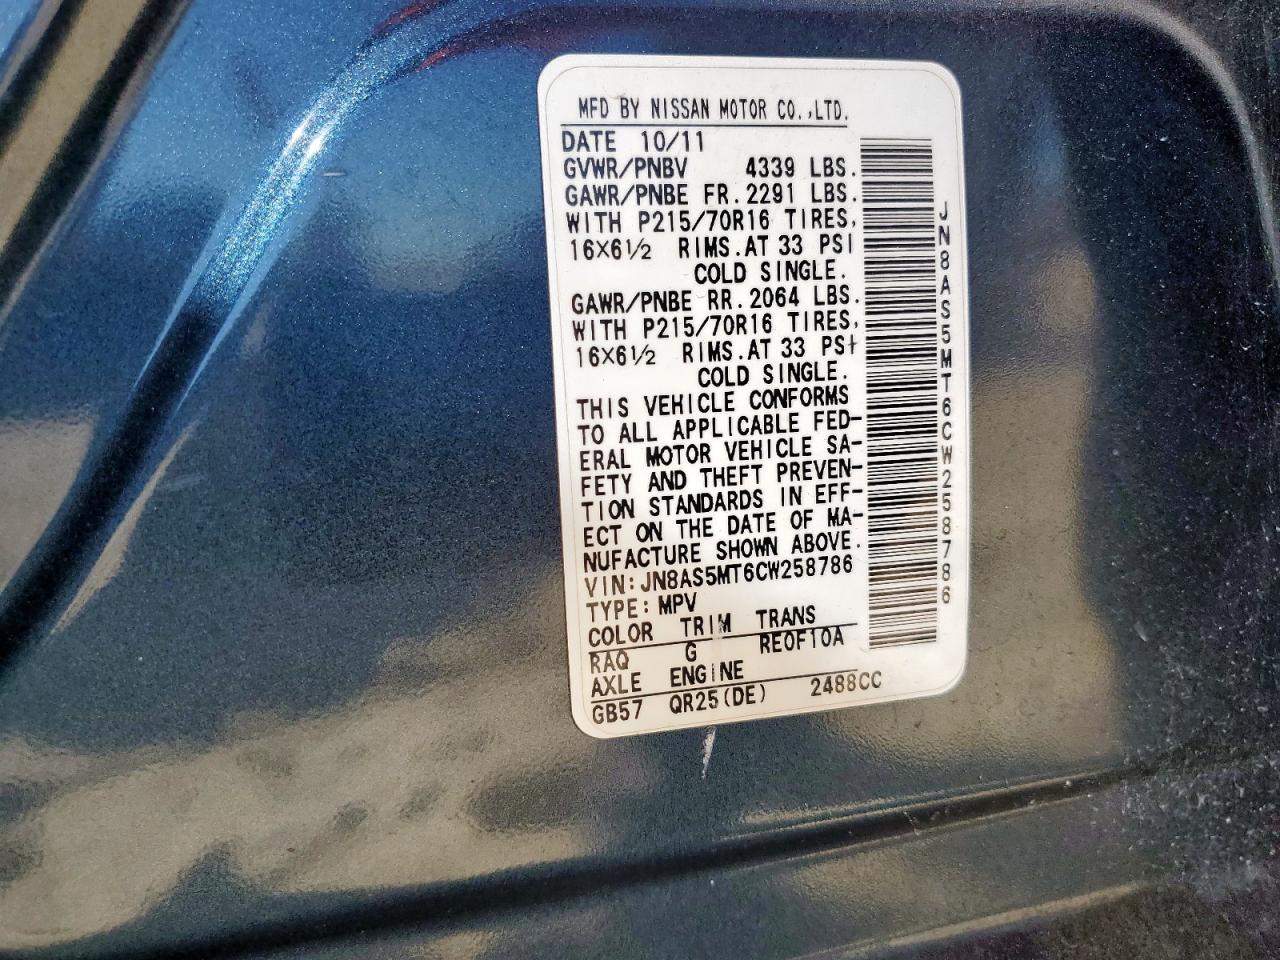 MFD BY NISSAN MOTOR CO.,LTD.
DATE 10/11
GVWR/PNBV 4339 LBS.
GAWR/PNBE FR. 2291 LBS.
WITH P215/70R16 TIRES,
16X6½ RIMS. AT 33 PSI
COLD SINGLE.
GAWR/PNBE RR. 2064 LBS.
WITH P215/70R16 TIRES,
16X6½ RIMS. AT 33 PSI
COLD SINGLE.
THIS VEHICLE CONFORMS
TO ALL APPLICABLE FED-
ERAL MOTOR VEHICLE SA-
FETY AND THEFT PREVEN-
TION STANDARDS IN EFF-
ECT ON THE DATE OF MA-
NUFACTURE SHOWN ABOVE.
VIN: JN8AS5MT6CW258786
TYPE: MPV
COLOR TRIM TRANS
RAQ G RE0F10A
AXLE ENGINE
GB57 QR25(DE) 2488CC
JN8AS5MT6CW258786